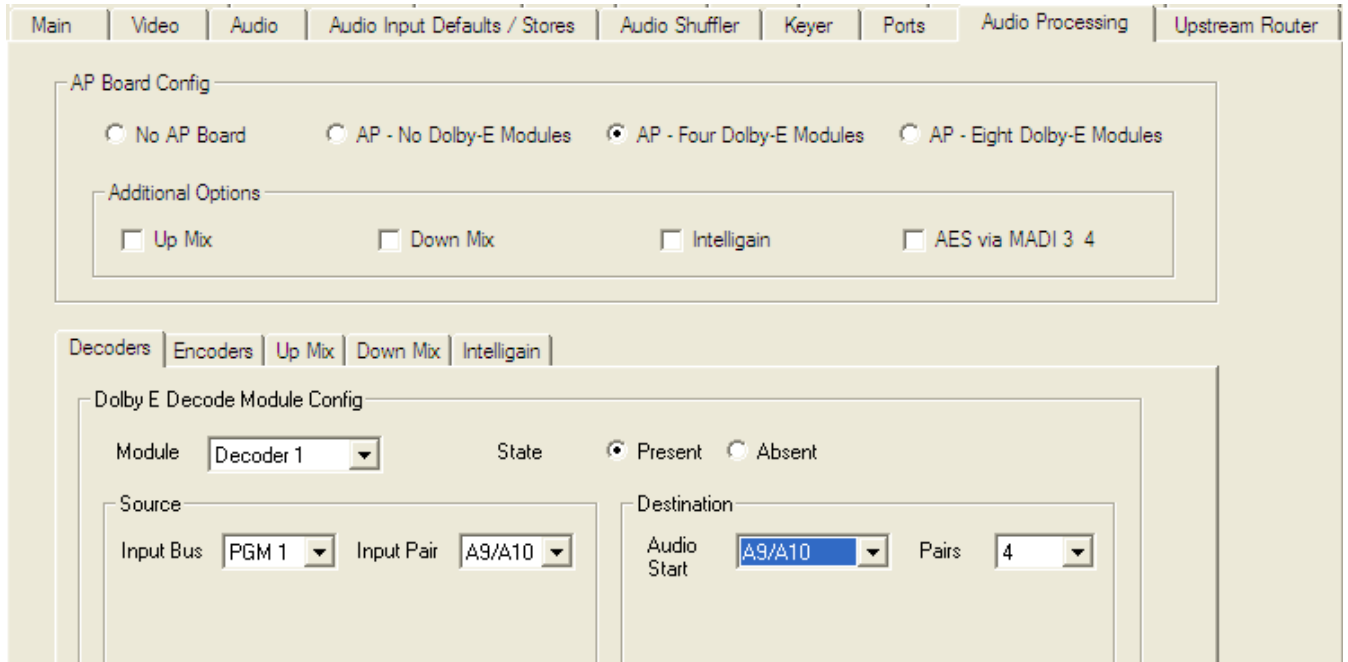 Main Video Audio Audio Input Defaults / Stores Audio Shuffler Keyer Ports Audio Processing Upstream Router
AP Board Config
No AP Board AP - No Dolby-E Modules AP - Four Dolby-E Modules AP - Eight Dolby-E Modules
Additional Options
Up Mix Down Mix Intelligain AES via MADI 3 4
Decoders Encoders Up Mix Down Mix Intelligain
Dolby E Decode Module Config
Module Decoder 1 State Present Absent
Source Destination
Input Bus PGM 1 Input Pair A9/A10 Audio Start A9/A10 Pairs 4